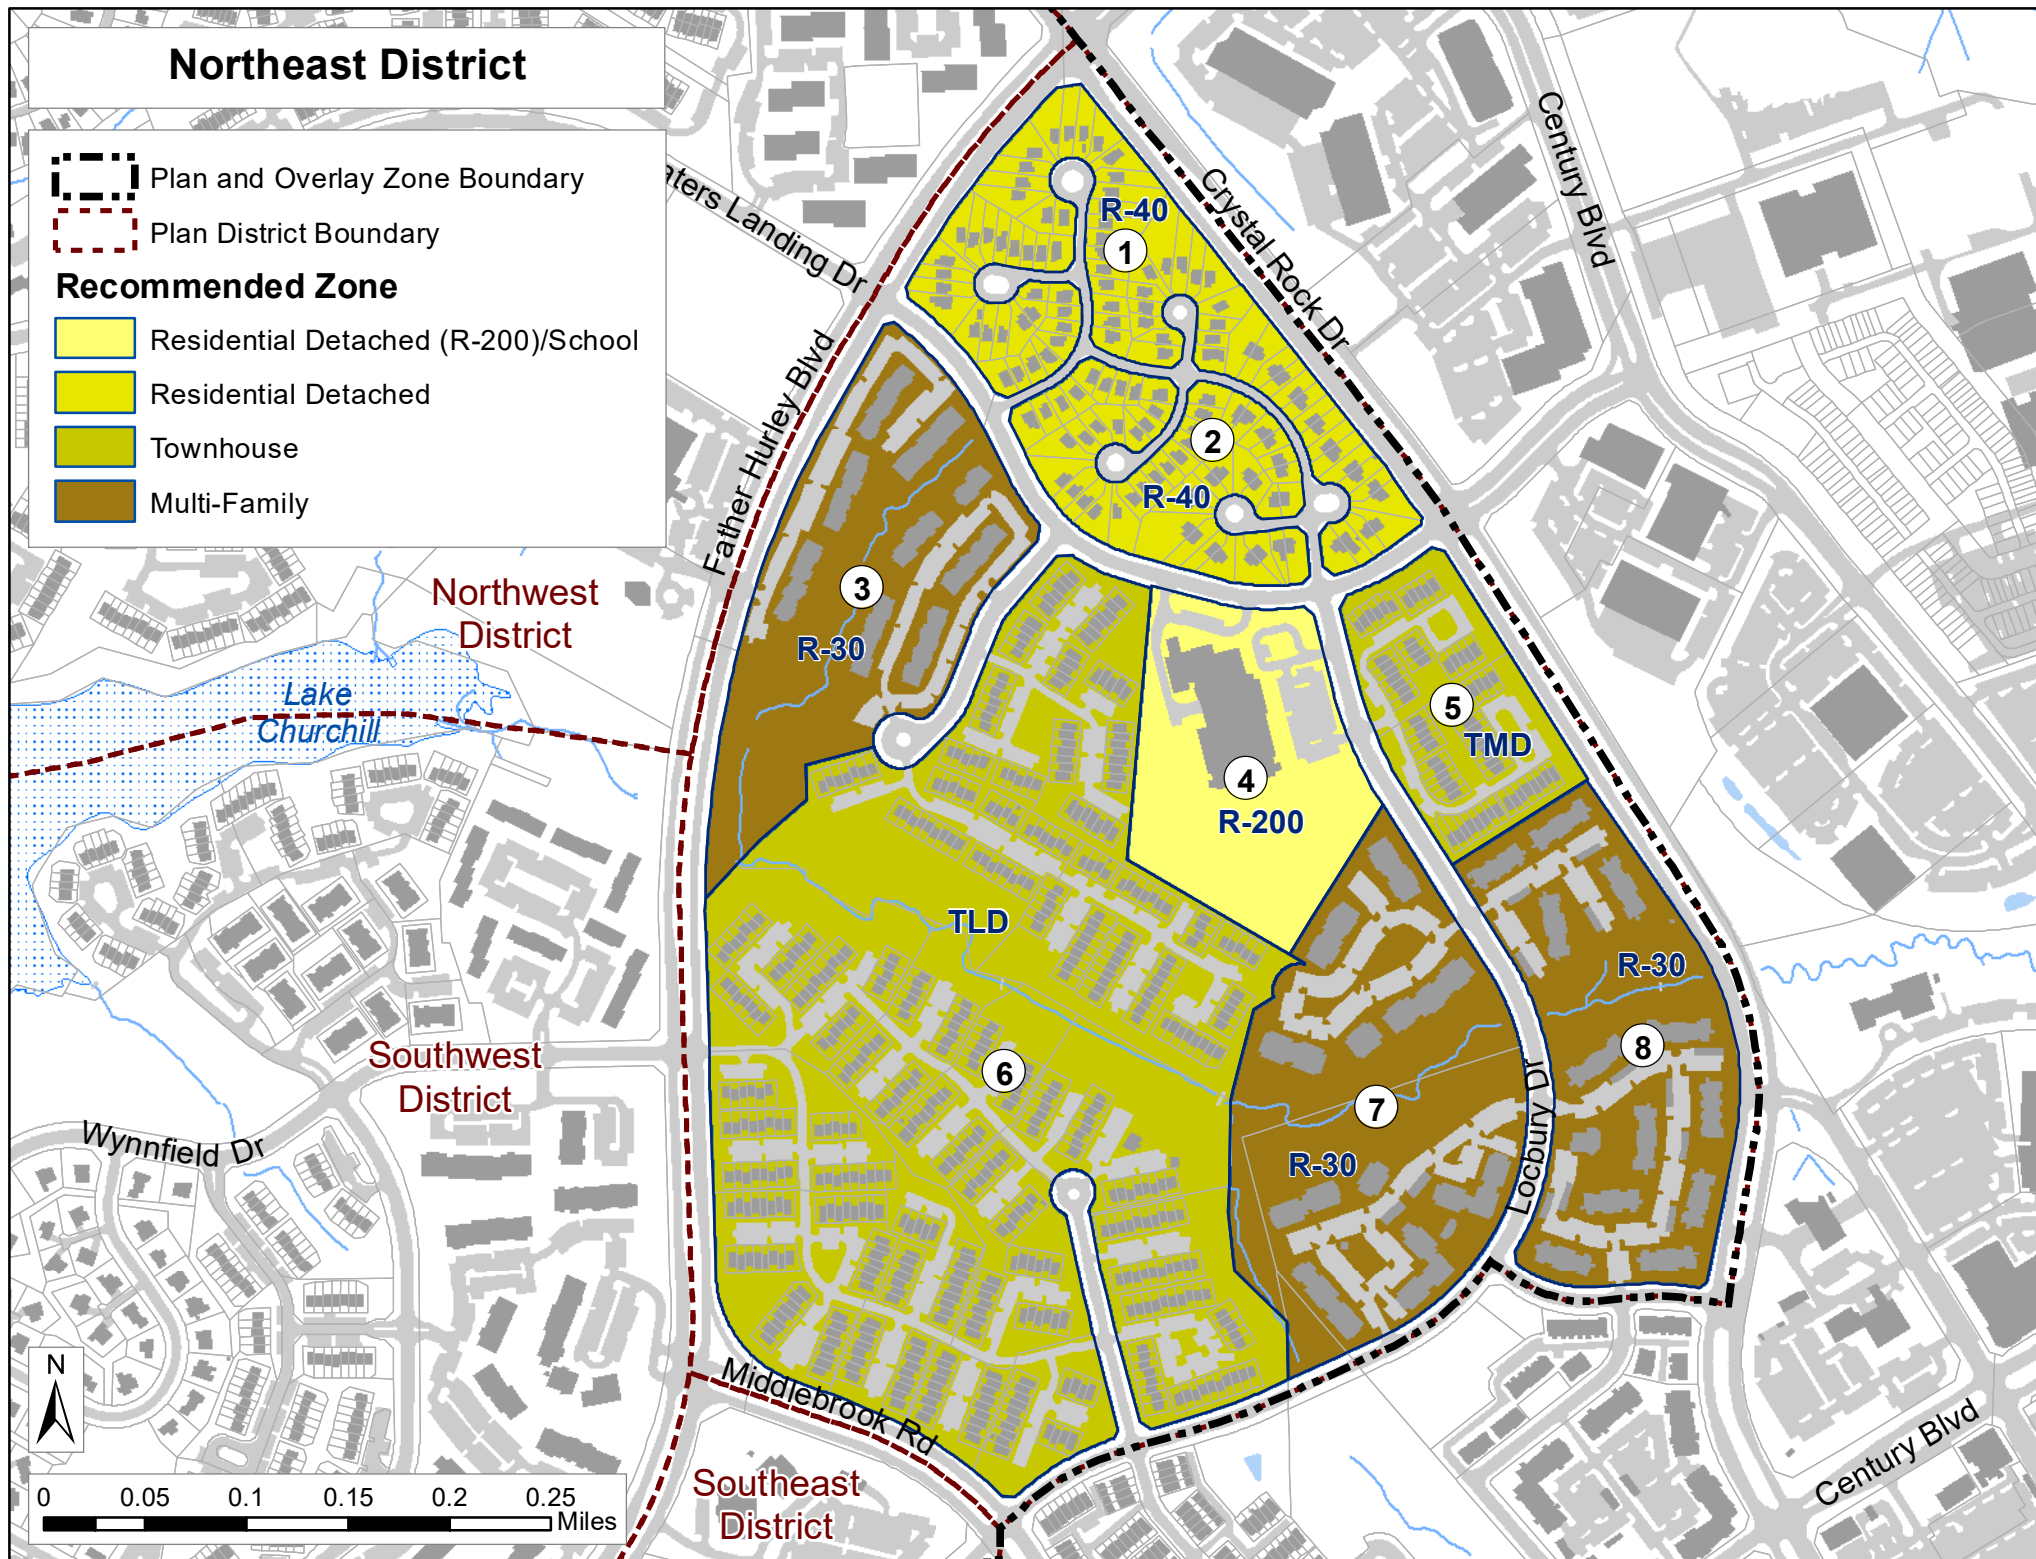 Northeast District
Plan and Overlay Zone Boundary
Plan District Boundary
Recommended Zone
Residential Detached (R-200)/School
Residential Detached
Townhouse
Multi-Family
Landing Dr
Crystal Rock Dr
Century Blvd
Father Hurley Blvd
R-40
1
2
R-40
3
R-30
Northwest
District
Lake
Churchill
4
R-200
5
TMD
TLD
R-30
8
6
7
R-30
Locbury Dr
Southwest
District
Wynnfield Dr
Middlebrook Rd
Southeast
District
Century Blvd
N
0 0.05 0.1 0.15 0.2 0.25
Miles